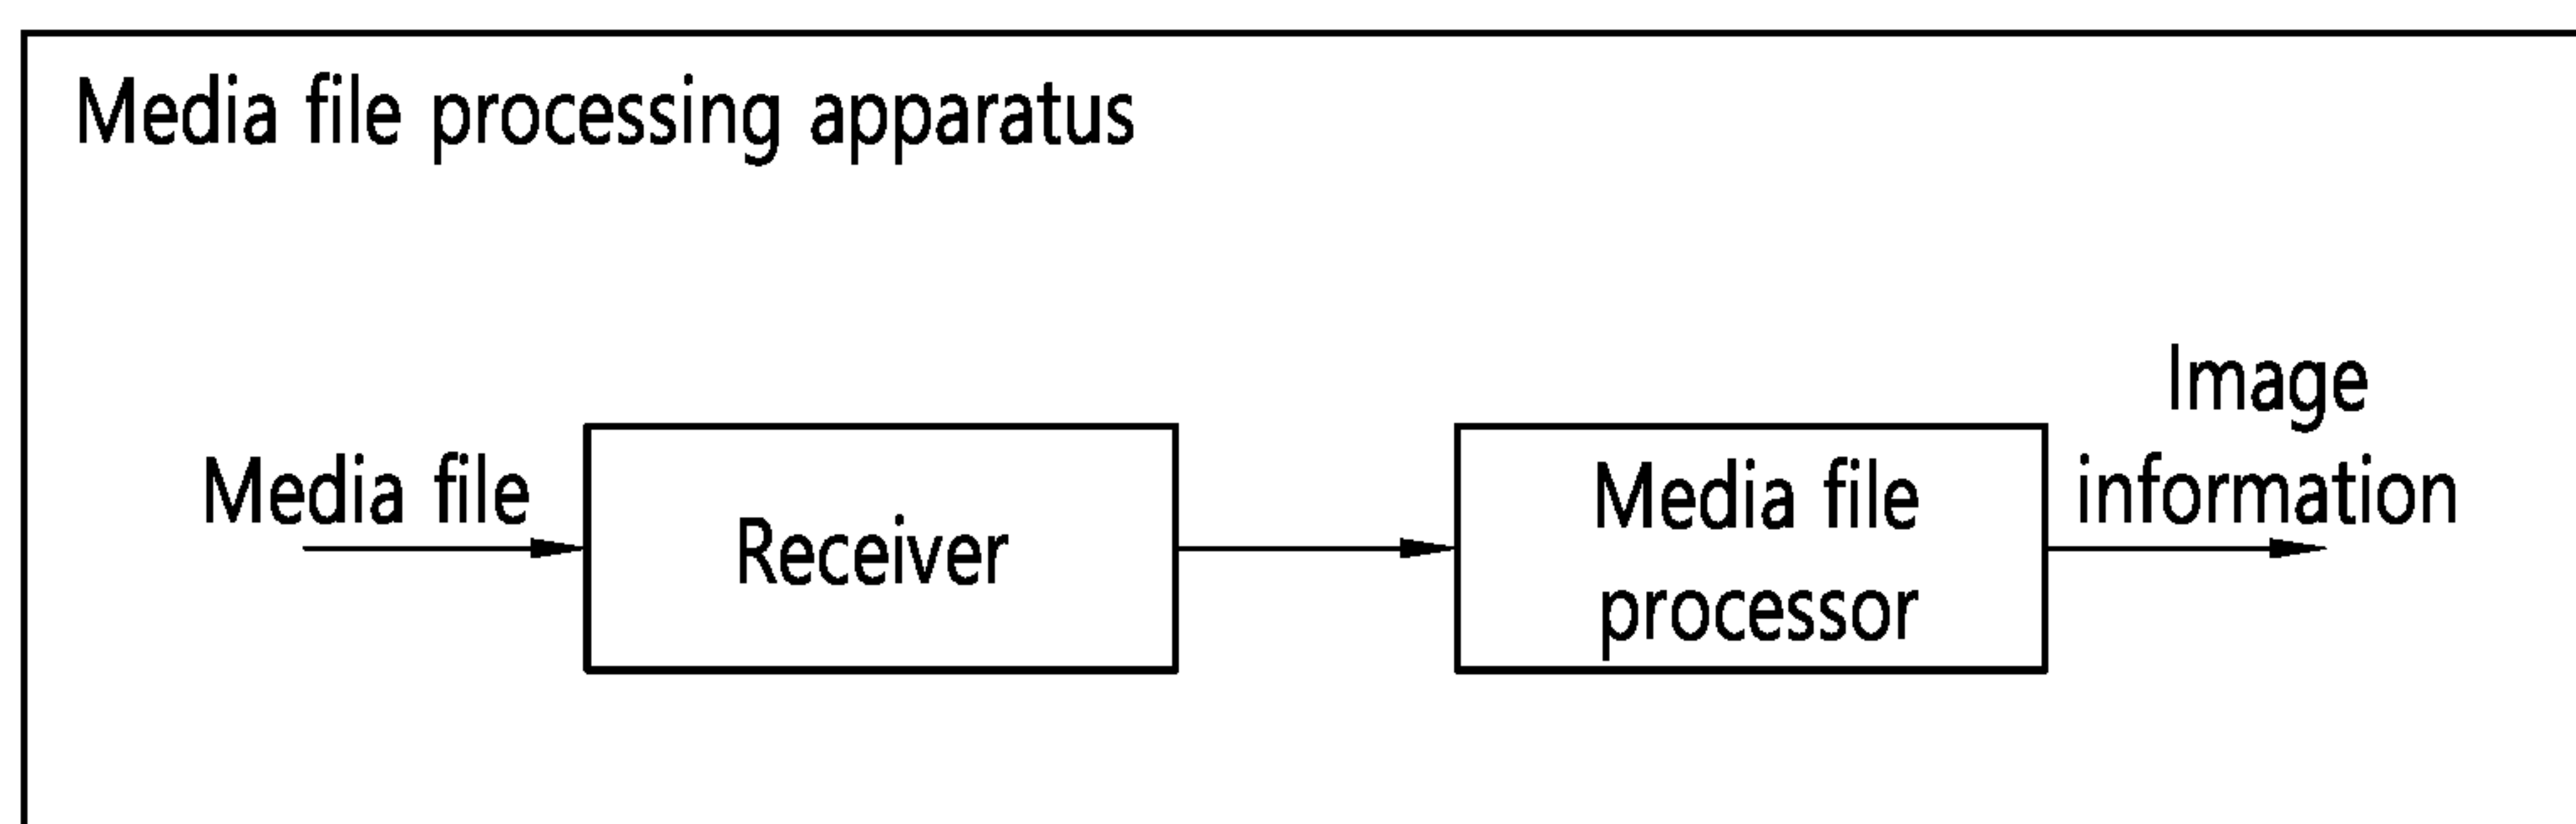 Media file processing apparatus
Media file
Receiver
Media file
processor
Image
information